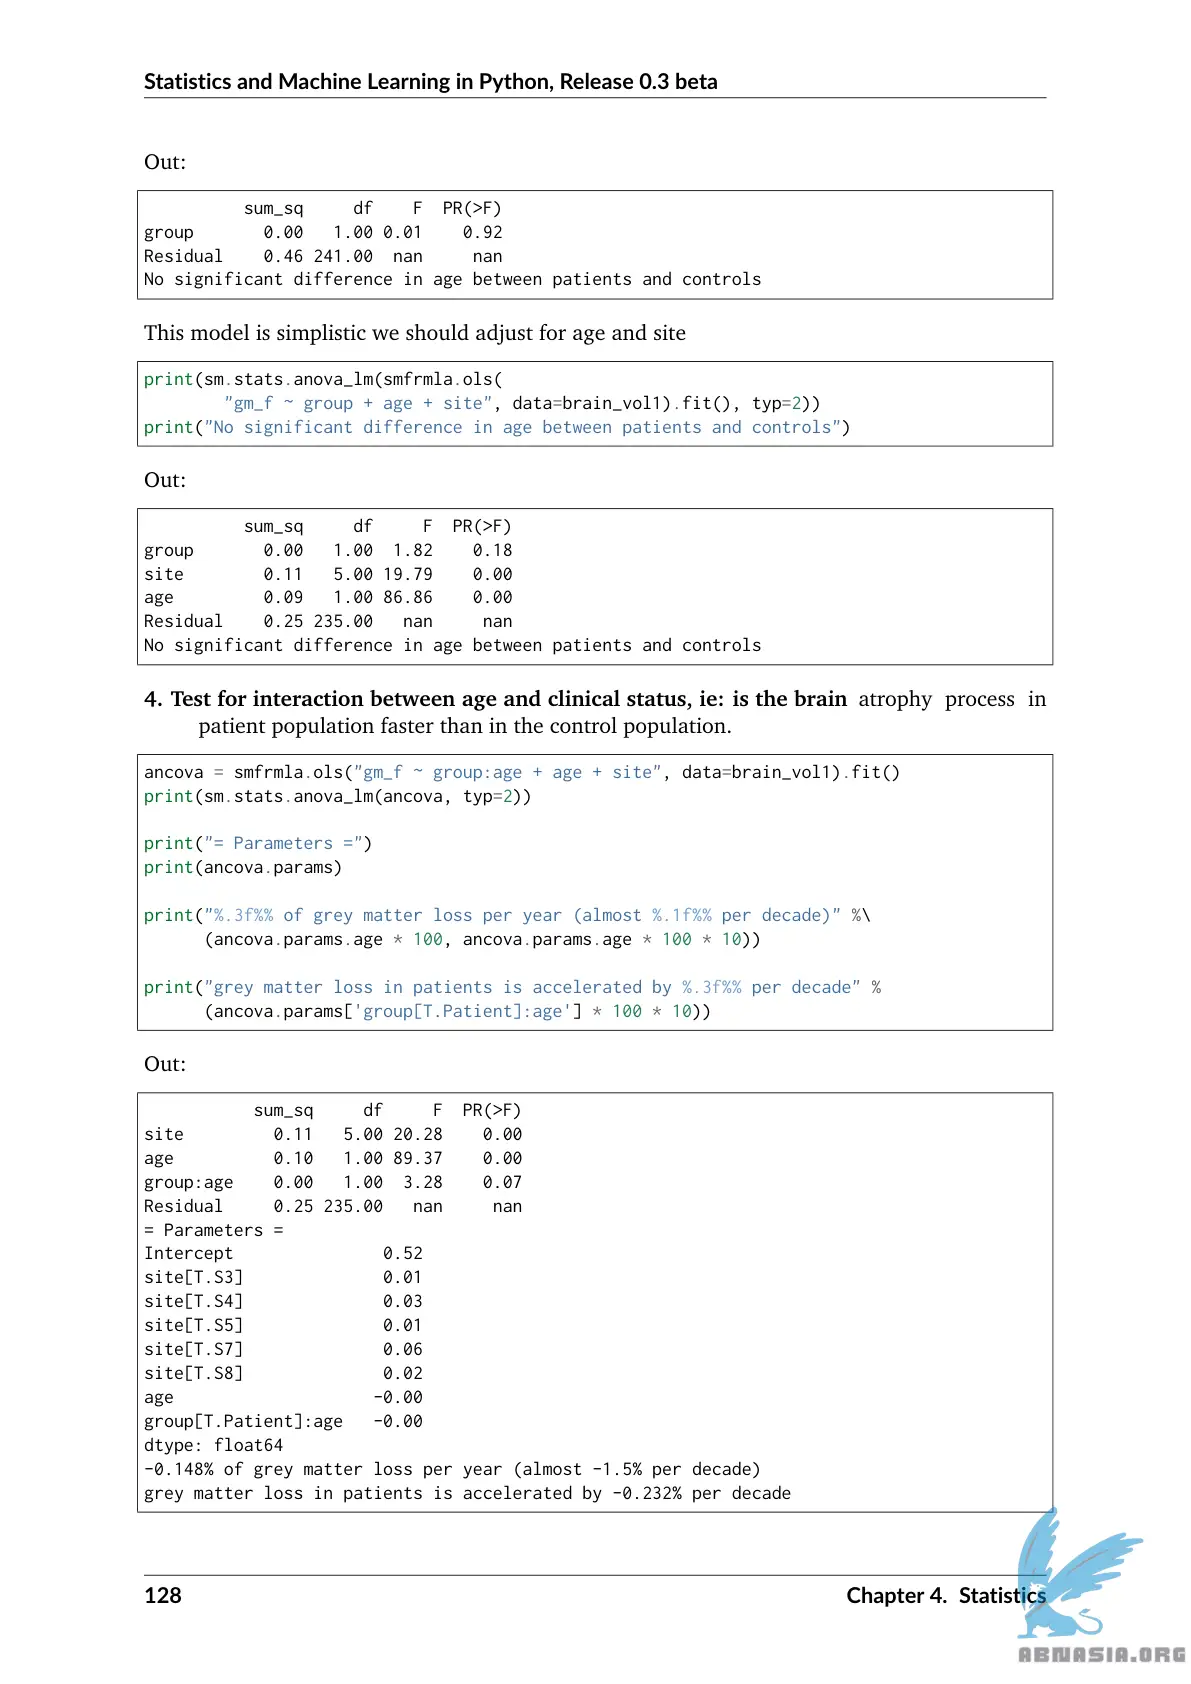 Statistics and Machine Learning in Python, Release 0.3 beta
Out:
          sum_sq     df    F  PR(>F)
group       0.00   1.00 0.01    0.92
Residual    0.46 241.00  nan     nan
No significant difference in age between patients and controls
This model is simplistic we should adjust for age and site
print(sm.stats.anova_lm(smfrmla.ols(
        "gm_f ~ group + age + site", data=brain_vol1).fit(), typ=2))
print("No significant difference in age between patients and controls")
Out:
          sum_sq     df     F  PR(>F)
group       0.00   1.00  1.82    0.18
site        0.11   5.00 19.79    0.00
age         0.09   1.00 86.86    0.00
Residual    0.25 235.00   nan     nan
No significant difference in age between patients and controls
4. Test for interaction between age and clinical status, ie: is the brain atrophy process in
patient population faster than in the control population.
ancova = smfrmla.ols("gm_f ~ group:age + age + site", data=brain_vol1).fit()
print(sm.stats.anova_lm(ancova, typ=2))
print("= Parameters =")
print(ancova.params)
print("%.3f%% of grey matter loss per year (almost %.1f%% per decade)" %\
      (ancova.params.age * 100, ancova.params.age * 100 * 10))
print("grey matter loss in patients is accelerated by %.3f%% per decade" %
      (ancova.params['group[T.Patient]:age'] * 100 * 10))
Out:
           sum_sq     df     F  PR(>F)
site         0.11   5.00 20.28    0.00
age          0.10   1.00 89.37    0.00
group:age    0.00   1.00  3.28    0.07
Residual     0.25 235.00   nan     nan
= Parameters =
Intercept               0.52
site[T.S3]              0.01
site[T.S4]              0.03
site[T.S5]              0.01
site[T.S7]              0.06
site[T.S8]              0.02
age                    -0.00
group[T.Patient]:age   -0.00
dtype: float64
-0.148% of grey matter loss per year (almost -1.5% per decade)
grey matter loss in patients is accelerated by -0.232% per decade
128
Chapter 4. Statistics
ABNASIA.ORG